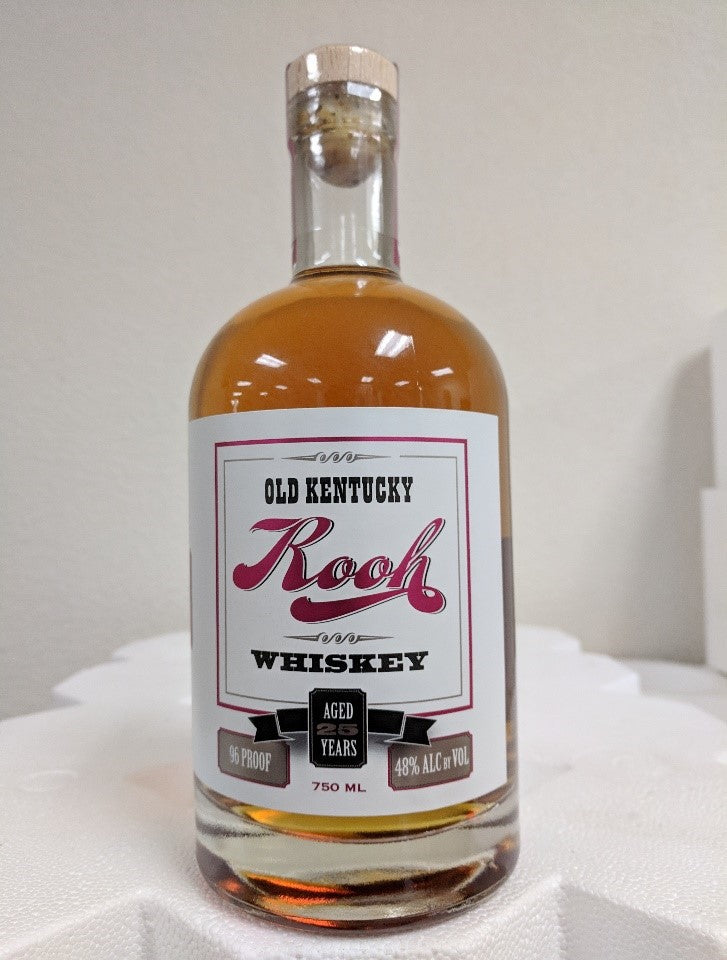 OLD KENTUCKY
Rooh
WHISKEY
AGED
25
YEARS
96 PROOF
48% ALC BY VOL
750 ML